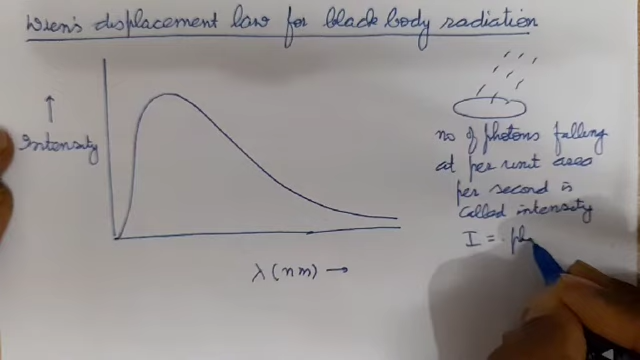 Wien's displacement law for black body radiation
↑
Intensity
no of photons falling
at per unit area
per second is
called intensity
I = . ph
λ (nm) →